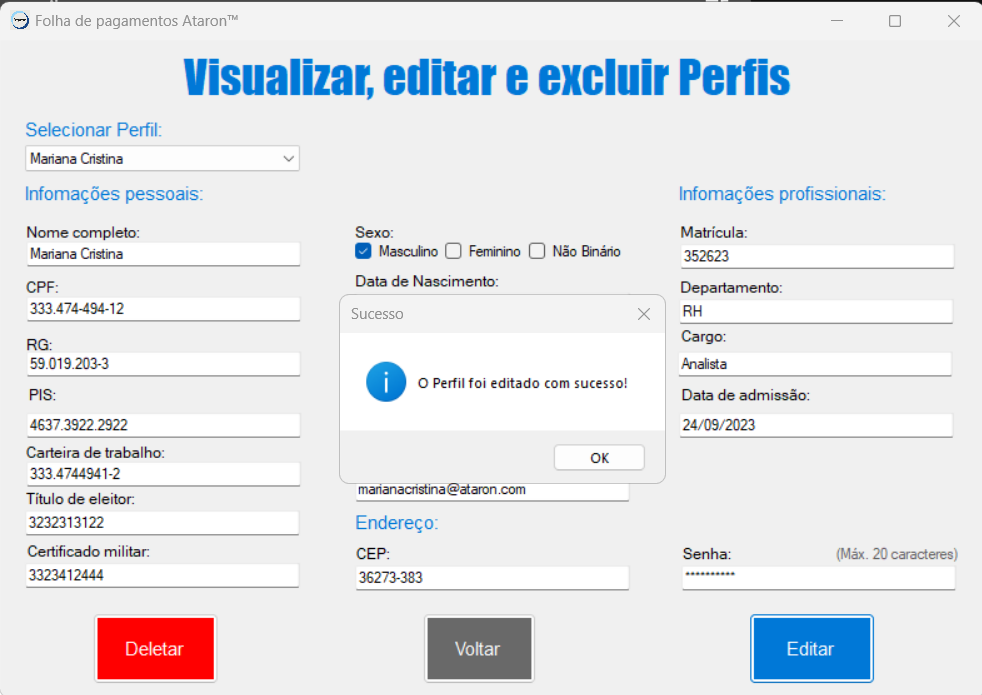 Folha de pagamentos Ataron™
Visualizar, editar e excluir Perfis
Selecionar Perfil:
Mariana Cristina
Infomações pessoais:
Nome completo:
Mariana Cristina
CPF:
333.474-494-12
RG:
59.019.203-3
PIS:
4637.3922.2922
Carteira de trabalho:
333.4744941-2
Título de eleitor:
3232313122
Certificado militar:
3323412444
Sexo:
Masculino Feminino Não Binário
Data de Nascimento:
Sucesso
O Perfil foi editado com sucesso!
OK
marianacristina@ataron.com
Endereço:
CEP:
36273-383
Infomações profissionais:
Matrícula:
352623
Departamento:
RH
Cargo:
Analista
Data de admissão:
24/09/2023
Senha: (Máx. 20 caracteres)
**********
Deletar
Voltar
Editar